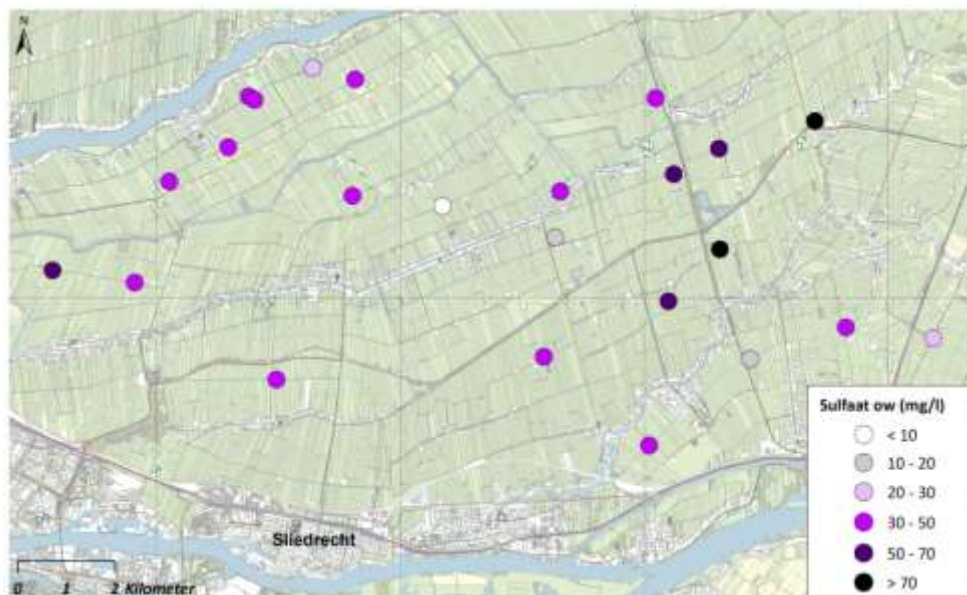 N
Sliedrecht
0 1 2 Kilometer
Sulfaat ow (mg/l)
< 10
10 - 20
20 - 30
30 - 50
50 - 70
> 70